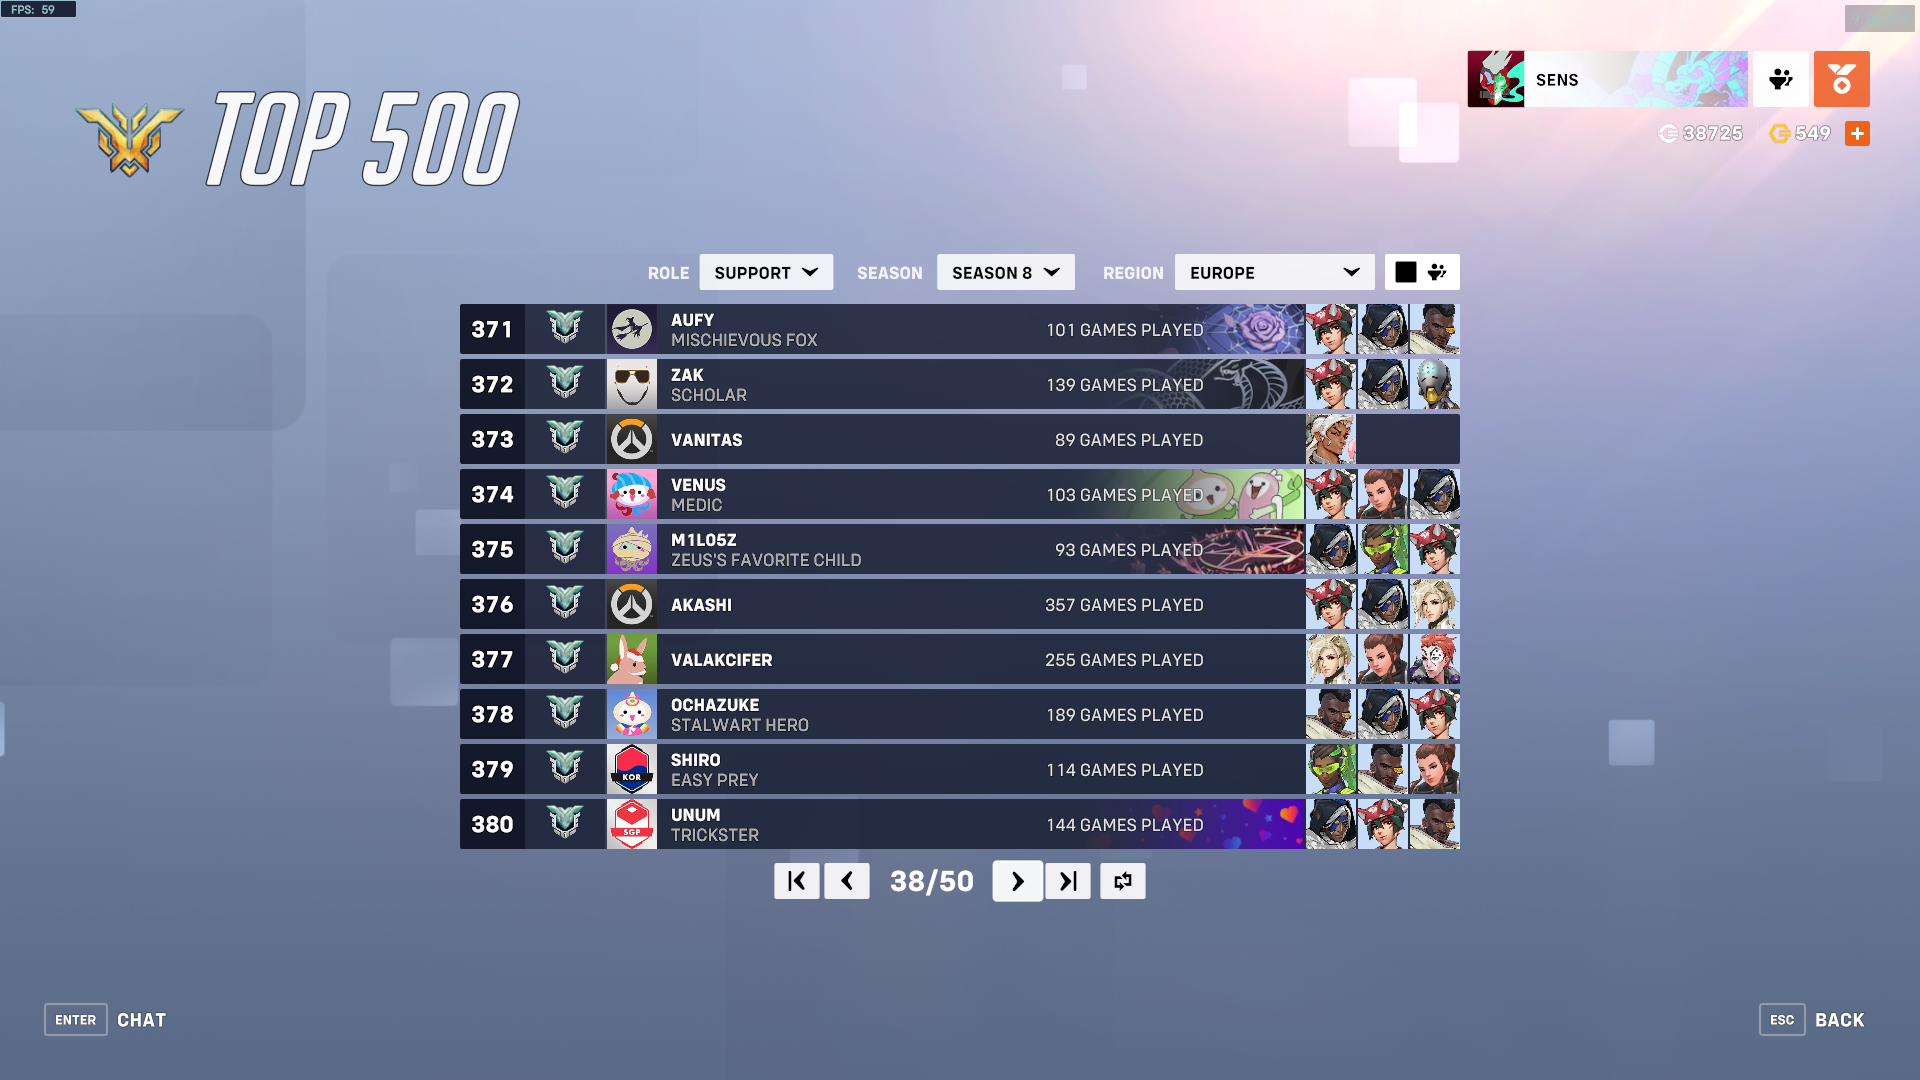 FPS: 59
TOP 500
SENS
38725
549
ROLE SUPPORT SEASON SEASON 8 REGION EUROPE
371 AUFY 101 GAMES PLAYED
MISCHIEVOUS FOX
372 ZAK 139 GAMES PLAYED
SCHOLAR
373 VANITAS 89 GAMES PLAYED
374 VENUS 103 GAMES PLAYED
MEDIC
375 M1LO5Z 93 GAMES PLAYED
ZEUS'S FAVORITE CHILD
376 AKASHI 357 GAMES PLAYED
377 VALAKCIFER 255 GAMES PLAYED
378 OCHAZUKE 189 GAMES PLAYED
STALWART HERO
379 KOR SHIRO 114 GAMES PLAYED
EASY PREY
380 SGP UNUM 144 GAMES PLAYED
TRICKSTER
38/50
ENTER CHAT
ESC BACK